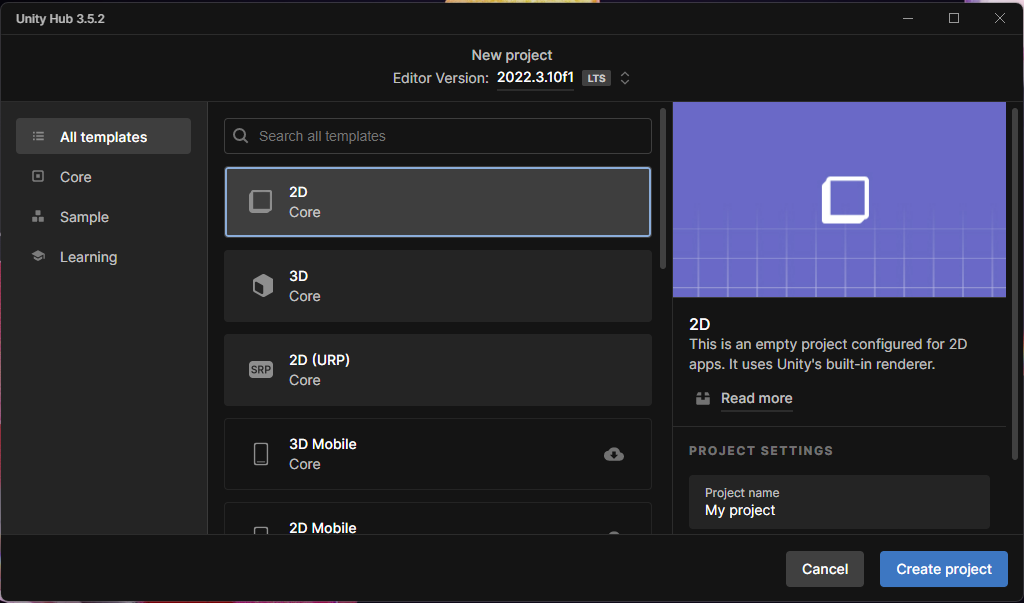 Unity Hub 3.5.2
New project
Editor Version: 2022.3.10f1 LTS
All templates
Core
Sample
Learning
Search all templates
2D
Core
3D
Core
SRP
2D (URP)
Core
3D Mobile
Core
2D Mobile
2D
This is an empty project configured for 2D
apps. It uses Unity's built-in renderer.
Read more
PROJECT SETTINGS
Project name
My project
Cancel
Create project